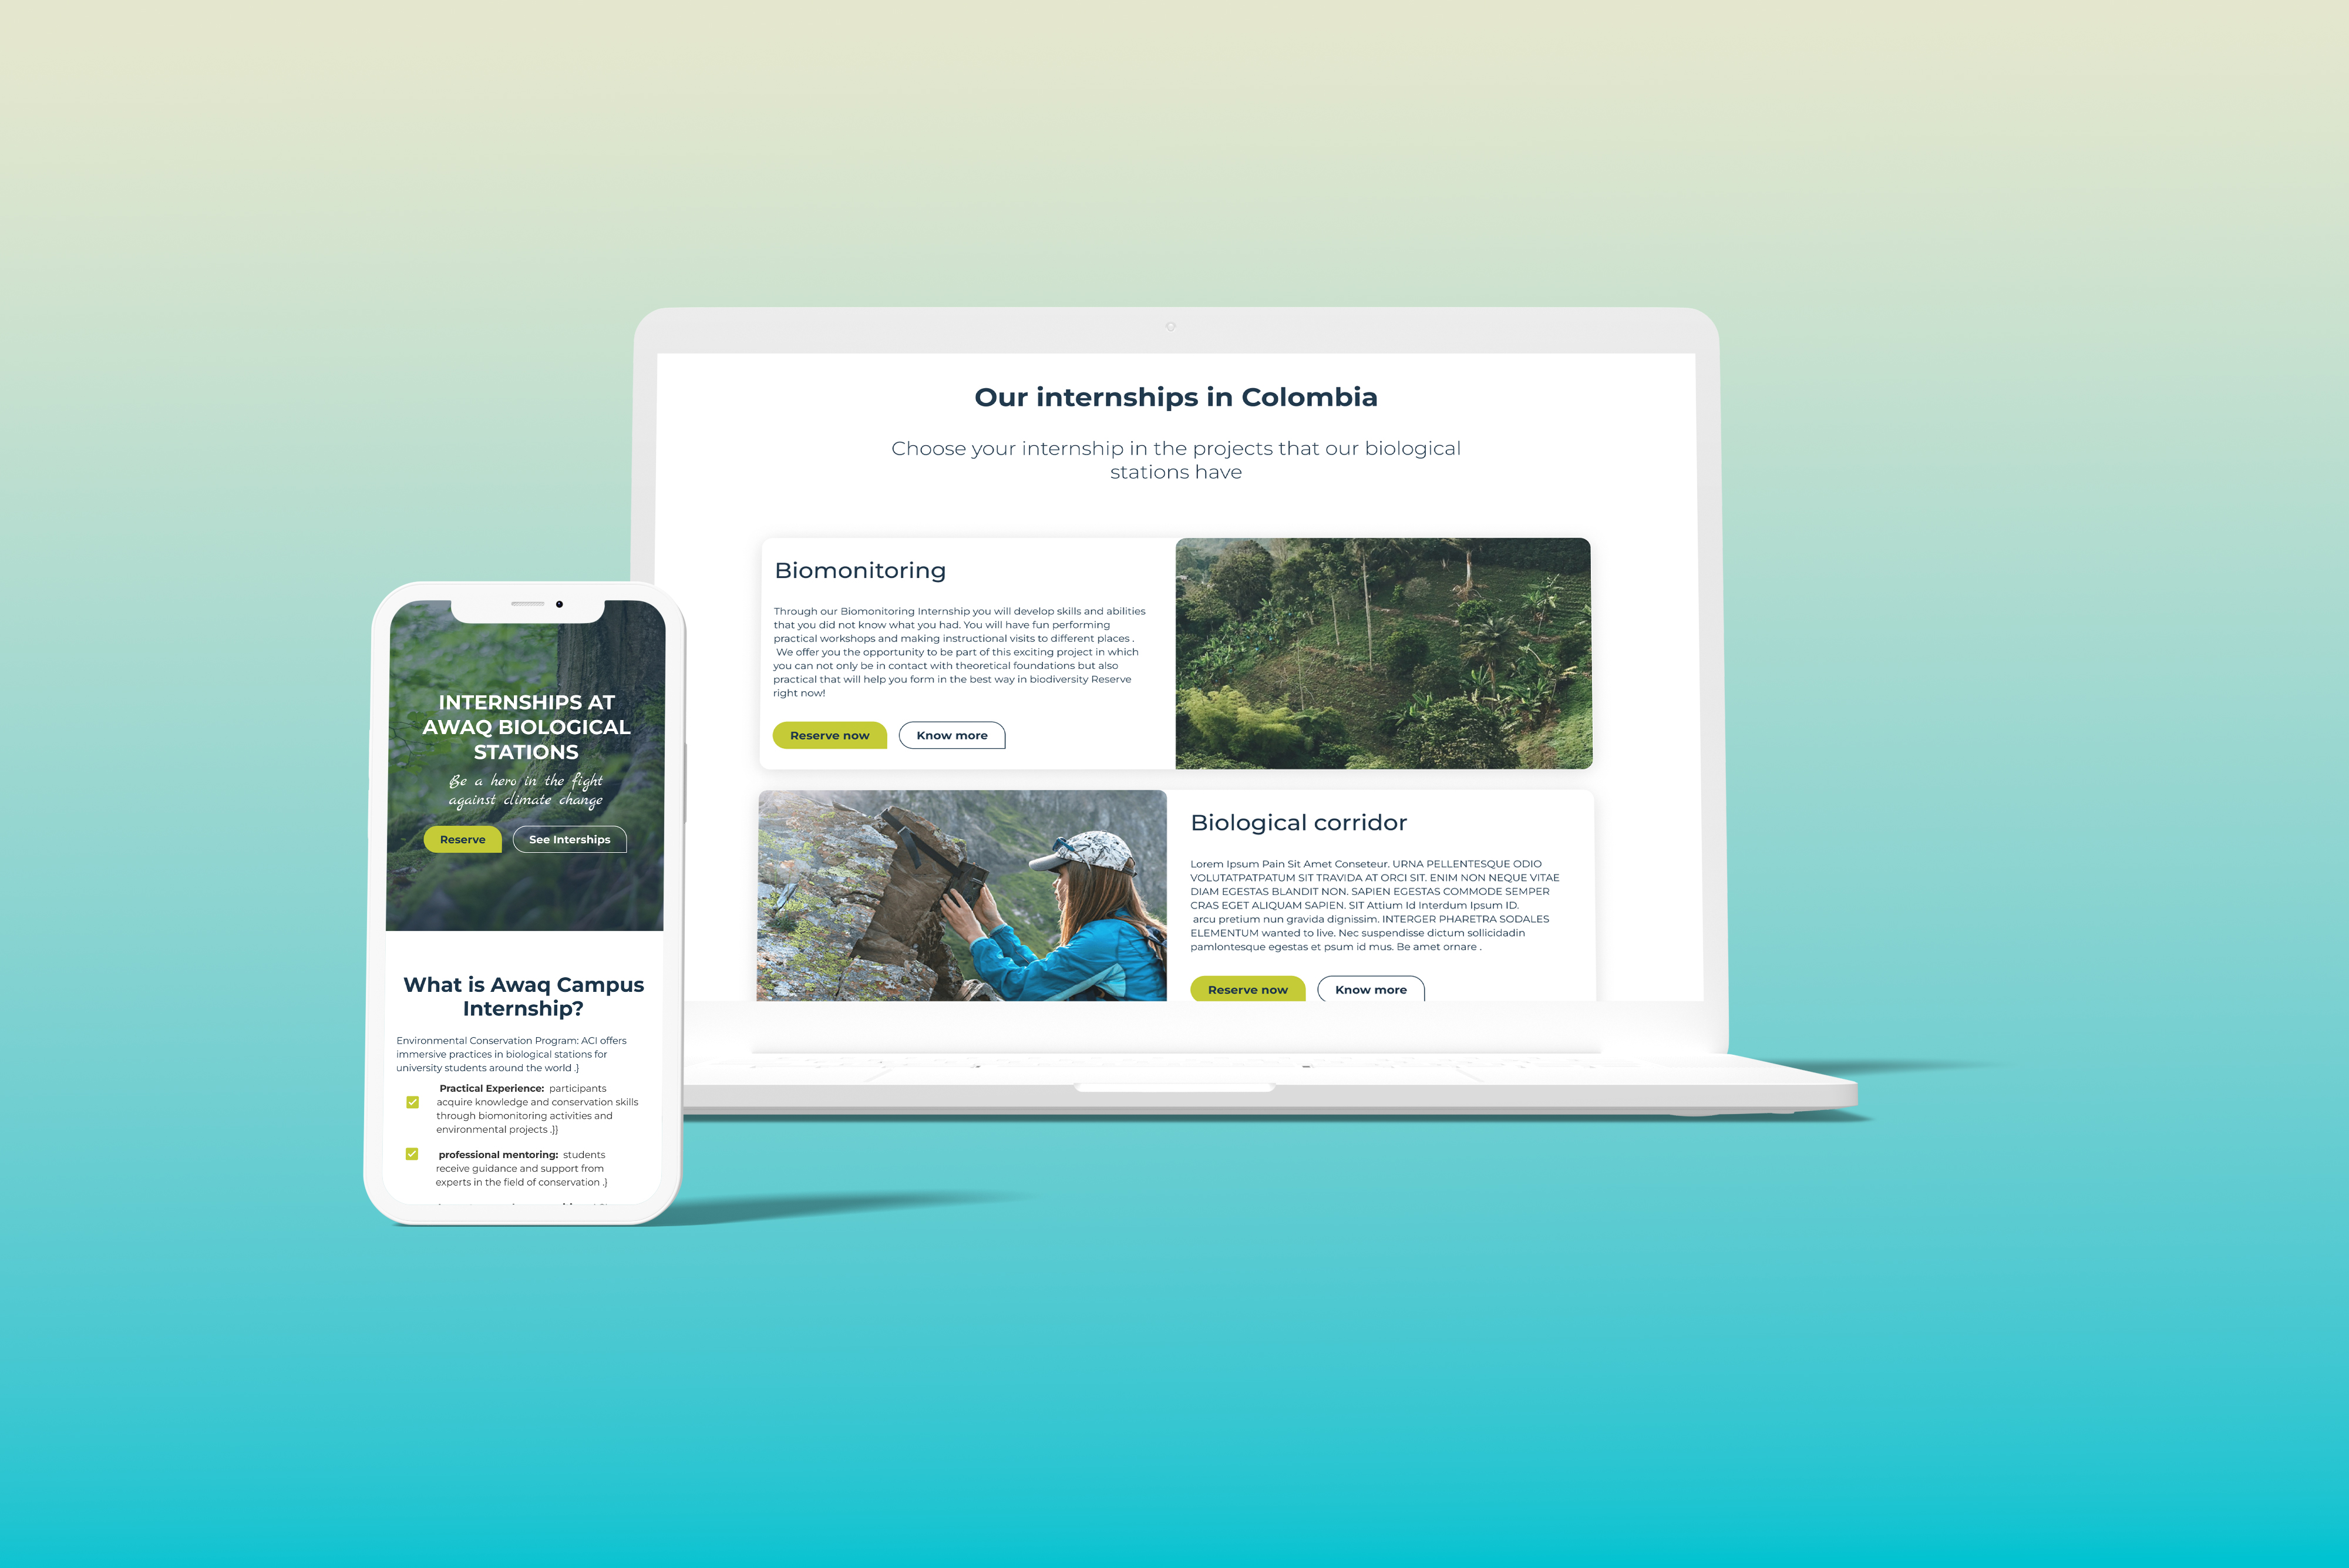 Our internships in Colombia
Choose your internship in the projects that our biological
stations have
Biomonitoring
Through our Biomonitoring Internship you will develop skills and abilities
that you did not know what you had. You will have fun performing
practical workshops and making instructional visits to different places .
We offer you the opportunity to be part of this exciting project in which
you can not only be in contact with theoretical foundations but also
practical that will help you form in the best way in biodiversity Reserve
right now!
Reserve now
Know more
Biological corridor
Lorem Ipsum Pain Sit Amet Conseteur. URNA PELLENTESQUE ODIO
VOLUTATPATPATUM SIT TRAVIDA AT ORCI SIT. ENIM NON NEQUE VITAE
DIAM EGESTAS BLANDIT NON. SAPIEN EGESTAS COMMODE SEMPER
CRAS EGET ALIQUAM SAPIEN. SIT Attium Id Interdum Ipsum ID.
arcu pretium nun gravida dignissim. INTERGER PHARETRA SODALES
ELEMENTUM wanted to live. Nec suspendisse dictum sollicidadin
pamlontesque egestas et psum id mus. Be amet ornare .
Reserve now
Know more
INTERNSHIPS AT
AWAQ BIOLOGICAL
STATIONS
Be a hero in the fight
against climate change
Reserve
See Interships
What is Awaq Campus
Internship?
Environmental Conservation Program: ACI offers
immersive practices in biological stations for
university students around the world .}
Practical Experience: participants
acquire knowledge and conservation skills
through biomonitoring activities and
environmental projects .}}
professional mentoring: students
receive guidance and support from
experts in the field of conservation .}